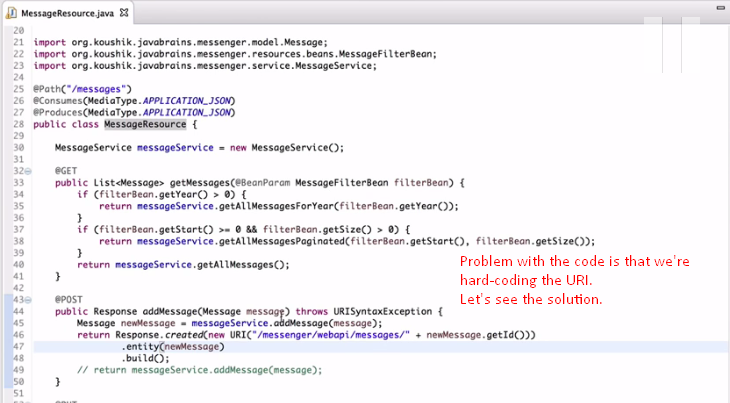 MessageResource.java
20
21 import org.koushik.javabrains.messenger.model.Message;
22 import org.koushik.javabrains.messenger.resources.beans.MessageFilterBean;
23 import org.koushik.javabrains.messenger.service.MessageService;
24
25 @Path("/messages")
26 @Consumes(MediaType.APPLICATION_JSON)
27 @Produces(MediaType.APPLICATION_JSON)
28 public class MessageResource {
29
30 MessageService messageService = new MessageService();
31
32 @GET
33 public List<Message> getMessages(@BeanParam MessageFilterBean filterBean) {
34 if (filterBean.getYear() > 0) {
35 return messageService.getAllMessagesForYear(filterBean.getYear());
36 }
37 if (filterBean.getStart() >= 0 && filterBean.getSize() > 0) {
38 return messageService.getAllMessagesPaginated(filterBean.getStart(), filterBean.getSize());
39 }
40 return messageService.getAllMessages();
41 }
42
Problem with the code is that we're
hard-coding the URI.
Let's see the solution.
43 @POST
44 public Response addMessage(Message message) throws URISyntaxException {
45 Message newMessage = messageService.addMessage(message);
46 return Response.created(new URI("/messenger/webapi/messages/" + newMessage.getId()))
47 .entity(newMessage)
48 .build();
49 // return messageService.addMessage(message);
50 }
51